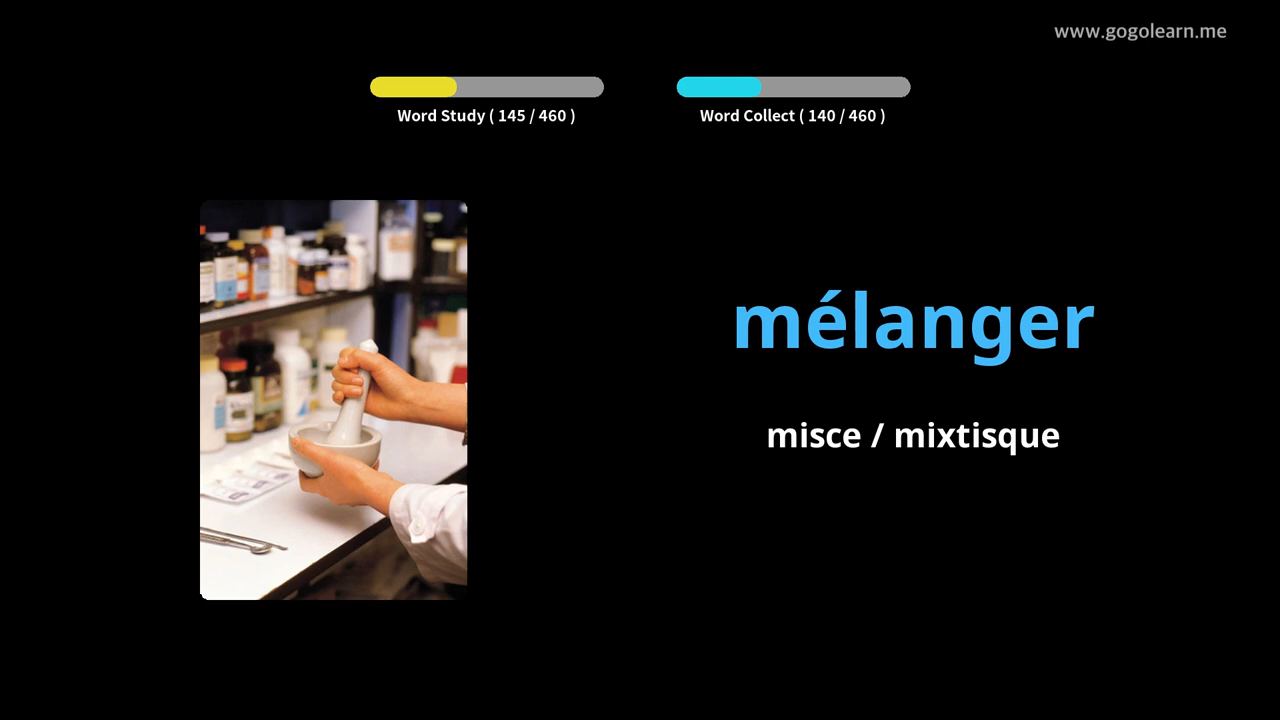 www.gogolearn.me
Word Study ( 145 / 460 )
Word Collect ( 140 / 460 )
mélanger
misce / mixtisque